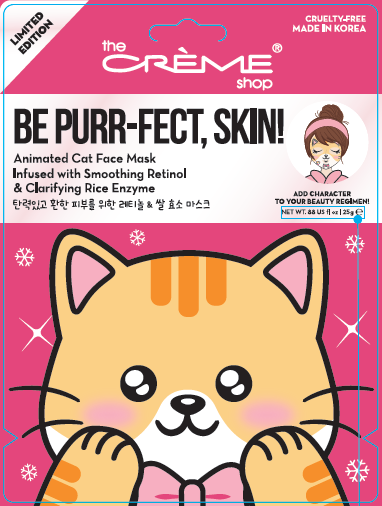 LIMITED
EDITION
CRUELTY-FREE
MADE IN KOREA
the
CRÈME®
shop
BE PURR-FECT, SKIN!
Animated Cat Face Mask
Infused with Smoothing Retinol
& Clarifying Rice Enzyme
탄력있고 환한 피부를 위한 레티놀 & 쌀 효소 마스크
ADD CHARACTER
TO YOUR BEAUTY REGIMEN!
NET WT. .88 US fl oz | 25g ℮